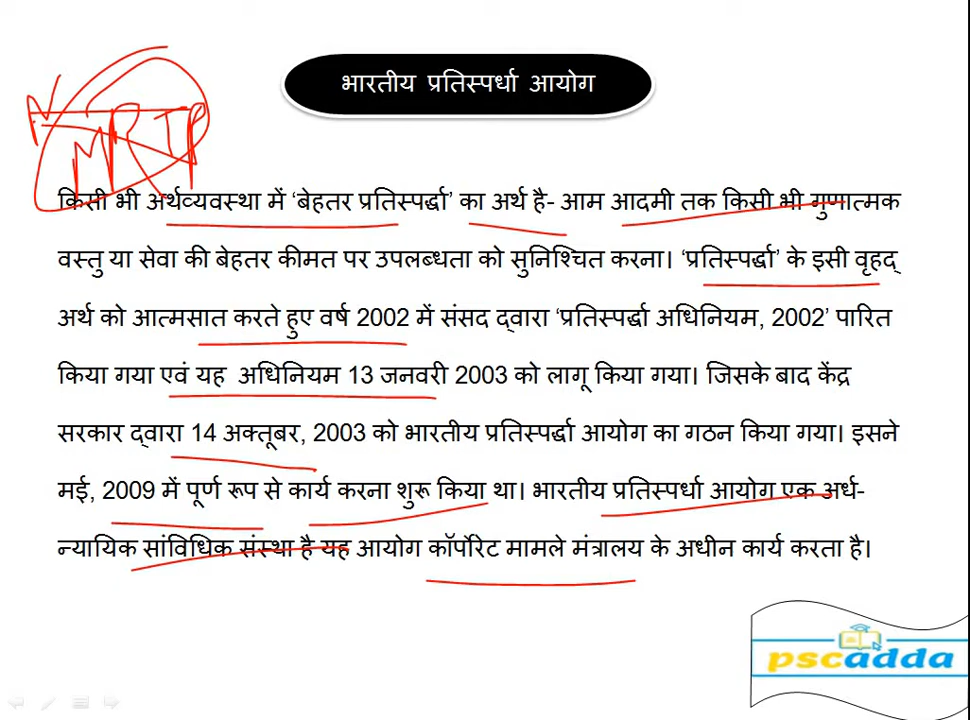 भारतीय प्रतिस्पर्धा आयोग
MRTP
किसी भी अर्थव्यवस्था में ‘बेहतर प्रतिस्पर्द्धा’ का अर्थ है- आम आदमी तक किसी भी गुणात्मक
वस्तु या सेवा की बेहतर कीमत पर उपलब्धता को सुनिश्चित करना। ‘प्रतिस्पर्द्धा’ के इसी वृहद्
अर्थ को आत्मसात करते हुए वर्ष 2002 में संसद द्वारा ‘प्रतिस्पर्द्धा अधिनियम, 2002’ पारित
किया गया एवं यह अधिनियम 13 जनवरी 2003 को लागू किया गया। जिसके बाद केंद्र
सरकार द्वारा 14 अक्तूबर, 2003 को भारतीय प्रतिस्पर्द्धा आयोग का गठन किया गया। इसने
मई, 2009 में पूर्ण रूप से कार्य करना शुरू किया था। भारतीय प्रतिस्पर्धा आयोग एक अर्ध-
न्यायिक सांविधिक संस्था है यह आयोग कॉर्पोरेट मामले मंत्रालय के अधीन कार्य करता है।
pscadda